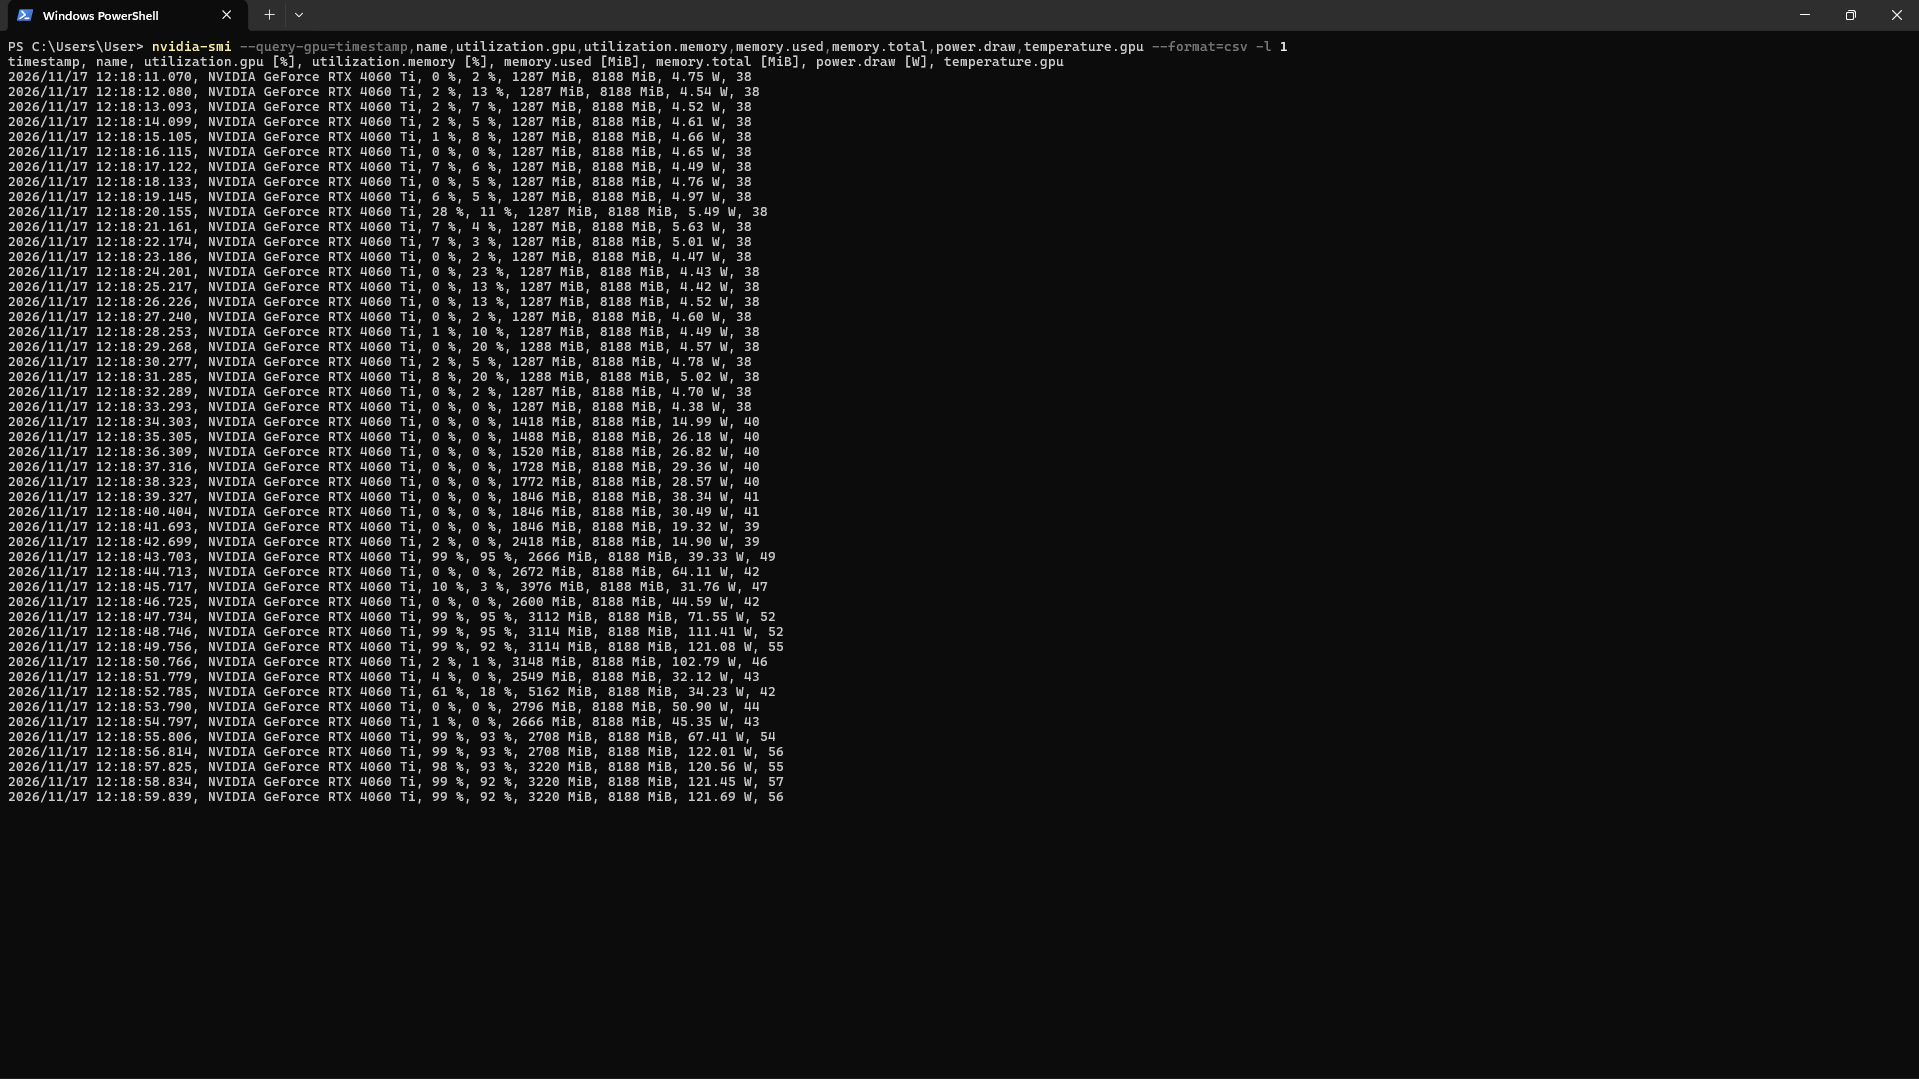 Windows PowerShell
PS C:\Users\User> nvidia-smi --query-gpu=timestamp,name,utilization.gpu,utilization.memory,memory.used,memory.total,power.draw,temperature.gpu --format=csv -l 1
timestamp, name, utilization.gpu [%], utilization.memory [%], memory.used [MiB], memory.total [MiB], power.draw [W], temperature.gpu
2026/11/17 12:18:11.070, NVIDIA GeForce RTX 4060 Ti, 0 %, 2 %, 1287 MiB, 8188 MiB, 4.75 W, 38
2026/11/17 12:18:12.080, NVIDIA GeForce RTX 4060 Ti, 2 %, 13 %, 1287 MiB, 8188 MiB, 4.54 W, 38
2026/11/17 12:18:13.093, NVIDIA GeForce RTX 4060 Ti, 2 %, 7 %, 1287 MiB, 8188 MiB, 4.52 W, 38
2026/11/17 12:18:14.099, NVIDIA GeForce RTX 4060 Ti, 2 %, 5 %, 1287 MiB, 8188 MiB, 4.61 W, 38
2026/11/17 12:18:15.105, NVIDIA GeForce RTX 4060 Ti, 1 %, 8 %, 1287 MiB, 8188 MiB, 4.66 W, 38
2026/11/17 12:18:16.115, NVIDIA GeForce RTX 4060 Ti, 0 %, 0 %, 1287 MiB, 8188 MiB, 4.65 W, 38
2026/11/17 12:18:17.122, NVIDIA GeForce RTX 4060 Ti, 7 %, 6 %, 1287 MiB, 8188 MiB, 4.49 W, 38
2026/11/17 12:18:18.133, NVIDIA GeForce RTX 4060 Ti, 0 %, 5 %, 1287 MiB, 8188 MiB, 4.76 W, 38
2026/11/17 12:18:19.145, NVIDIA GeForce RTX 4060 Ti, 6 %, 5 %, 1287 MiB, 8188 MiB, 4.97 W, 38
2026/11/17 12:18:20.155, NVIDIA GeForce RTX 4060 Ti, 28 %, 11 %, 1287 MiB, 8188 MiB, 5.49 W, 38
2026/11/17 12:18:21.161, NVIDIA GeForce RTX 4060 Ti, 7 %, 4 %, 1287 MiB, 8188 MiB, 5.63 W, 38
2026/11/17 12:18:22.174, NVIDIA GeForce RTX 4060 Ti, 7 %, 3 %, 1287 MiB, 8188 MiB, 5.01 W, 38
2026/11/17 12:18:23.186, NVIDIA GeForce RTX 4060 Ti, 0 %, 2 %, 1287 MiB, 8188 MiB, 4.47 W, 38
2026/11/17 12:18:24.201, NVIDIA GeForce RTX 4060 Ti, 0 %, 23 %, 1287 MiB, 8188 MiB, 4.43 W, 38
2026/11/17 12:18:25.217, NVIDIA GeForce RTX 4060 Ti, 0 %, 13 %, 1287 MiB, 8188 MiB, 4.42 W, 38
2026/11/17 12:18:26.226, NVIDIA GeForce RTX 4060 Ti, 0 %, 13 %, 1287 MiB, 8188 MiB, 4.52 W, 38
2026/11/17 12:18:27.240, NVIDIA GeForce RTX 4060 Ti, 0 %, 2 %, 1287 MiB, 8188 MiB, 4.60 W, 38
2026/11/17 12:18:28.253, NVIDIA GeForce RTX 4060 Ti, 1 %, 10 %, 1287 MiB, 8188 MiB, 4.49 W, 38
2026/11/17 12:18:29.268, NVIDIA GeForce RTX 4060 Ti, 0 %, 20 %, 1288 MiB, 8188 MiB, 4.57 W, 38
2026/11/17 12:18:30.277, NVIDIA GeForce RTX 4060 Ti, 2 %, 5 %, 1287 MiB, 8188 MiB, 4.78 W, 38
2026/11/17 12:18:31.285, NVIDIA GeForce RTX 4060 Ti, 8 %, 20 %, 1288 MiB, 8188 MiB, 5.02 W, 38
2026/11/17 12:18:32.289, NVIDIA GeForce RTX 4060 Ti, 0 %, 2 %, 1287 MiB, 8188 MiB, 4.70 W, 38
2026/11/17 12:18:33.293, NVIDIA GeForce RTX 4060 Ti, 0 %, 0 %, 1287 MiB, 8188 MiB, 4.38 W, 38
2026/11/17 12:18:34.303, NVIDIA GeForce RTX 4060 Ti, 0 %, 0 %, 1418 MiB, 8188 MiB, 14.99 W, 40
2026/11/17 12:18:35.305, NVIDIA GeForce RTX 4060 Ti, 0 %, 0 %, 1488 MiB, 8188 MiB, 26.18 W, 40
2026/11/17 12:18:36.309, NVIDIA GeForce RTX 4060 Ti, 0 %, 0 %, 1520 MiB, 8188 MiB, 26.82 W, 40
2026/11/17 12:18:37.316, NVIDIA GeForce RTX 4060 Ti, 0 %, 0 %, 1728 MiB, 8188 MiB, 29.36 W, 40
2026/11/17 12:18:38.323, NVIDIA GeForce RTX 4060 Ti, 0 %, 0 %, 1772 MiB, 8188 MiB, 28.57 W, 40
2026/11/17 12:18:39.327, NVIDIA GeForce RTX 4060 Ti, 0 %, 0 %, 1846 MiB, 8188 MiB, 38.34 W, 41
2026/11/17 12:18:40.404, NVIDIA GeForce RTX 4060 Ti, 0 %, 0 %, 1846 MiB, 8188 MiB, 30.49 W, 41
2026/11/17 12:18:41.693, NVIDIA GeForce RTX 4060 Ti, 0 %, 0 %, 1846 MiB, 8188 MiB, 19.32 W, 39
2026/11/17 12:18:42.699, NVIDIA GeForce RTX 4060 Ti, 2 %, 0 %, 2418 MiB, 8188 MiB, 14.90 W, 39
2026/11/17 12:18:43.703, NVIDIA GeForce RTX 4060 Ti, 99 %, 95 %, 2666 MiB, 8188 MiB, 39.33 W, 49
2026/11/17 12:18:44.713, NVIDIA GeForce RTX 4060 Ti, 0 %, 0 %, 2672 MiB, 8188 MiB, 64.11 W, 42
2026/11/17 12:18:45.717, NVIDIA GeForce RTX 4060 Ti, 10 %, 3 %, 3976 MiB, 8188 MiB, 31.76 W, 47
2026/11/17 12:18:46.725, NVIDIA GeForce RTX 4060 Ti, 0 %, 0 %, 2600 MiB, 8188 MiB, 44.59 W, 42
2026/11/17 12:18:47.734, NVIDIA GeForce RTX 4060 Ti, 99 %, 95 %, 3112 MiB, 8188 MiB, 71.55 W, 52
2026/11/17 12:18:48.746, NVIDIA GeForce RTX 4060 Ti, 99 %, 95 %, 3114 MiB, 8188 MiB, 111.41 W, 52
2026/11/17 12:18:49.756, NVIDIA GeForce RTX 4060 Ti, 99 %, 92 %, 3114 MiB, 8188 MiB, 121.08 W, 55
2026/11/17 12:18:50.766, NVIDIA GeForce RTX 4060 Ti, 2 %, 1 %, 3148 MiB, 8188 MiB, 102.79 W, 46
2026/11/17 12:18:51.779, NVIDIA GeForce RTX 4060 Ti, 4 %, 0 %, 2549 MiB, 8188 MiB, 32.12 W, 43
2026/11/17 12:18:52.785, NVIDIA GeForce RTX 4060 Ti, 61 %, 18 %, 5162 MiB, 8188 MiB, 34.23 W, 42
2026/11/17 12:18:53.790, NVIDIA GeForce RTX 4060 Ti, 0 %, 0 %, 2796 MiB, 8188 MiB, 50.90 W, 44
2026/11/17 12:18:54.797, NVIDIA GeForce RTX 4060 Ti, 1 %, 0 %, 2666 MiB, 8188 MiB, 45.35 W, 43
2026/11/17 12:18:55.806, NVIDIA GeForce RTX 4060 Ti, 99 %, 93 %, 2708 MiB, 8188 MiB, 67.41 W, 54
2026/11/17 12:18:56.814, NVIDIA GeForce RTX 4060 Ti, 99 %, 93 %, 2708 MiB, 8188 MiB, 122.01 W, 56
2026/11/17 12:18:57.825, NVIDIA GeForce RTX 4060 Ti, 98 %, 93 %, 3220 MiB, 8188 MiB, 120.56 W, 55
2026/11/17 12:18:58.834, NVIDIA GeForce RTX 4060 Ti, 99 %, 92 %, 3220 MiB, 8188 MiB, 121.45 W, 57
2026/11/17 12:18:59.839, NVIDIA GeForce RTX 4060 Ti, 99 %, 92 %, 3220 MiB, 8188 MiB, 121.69 W, 56